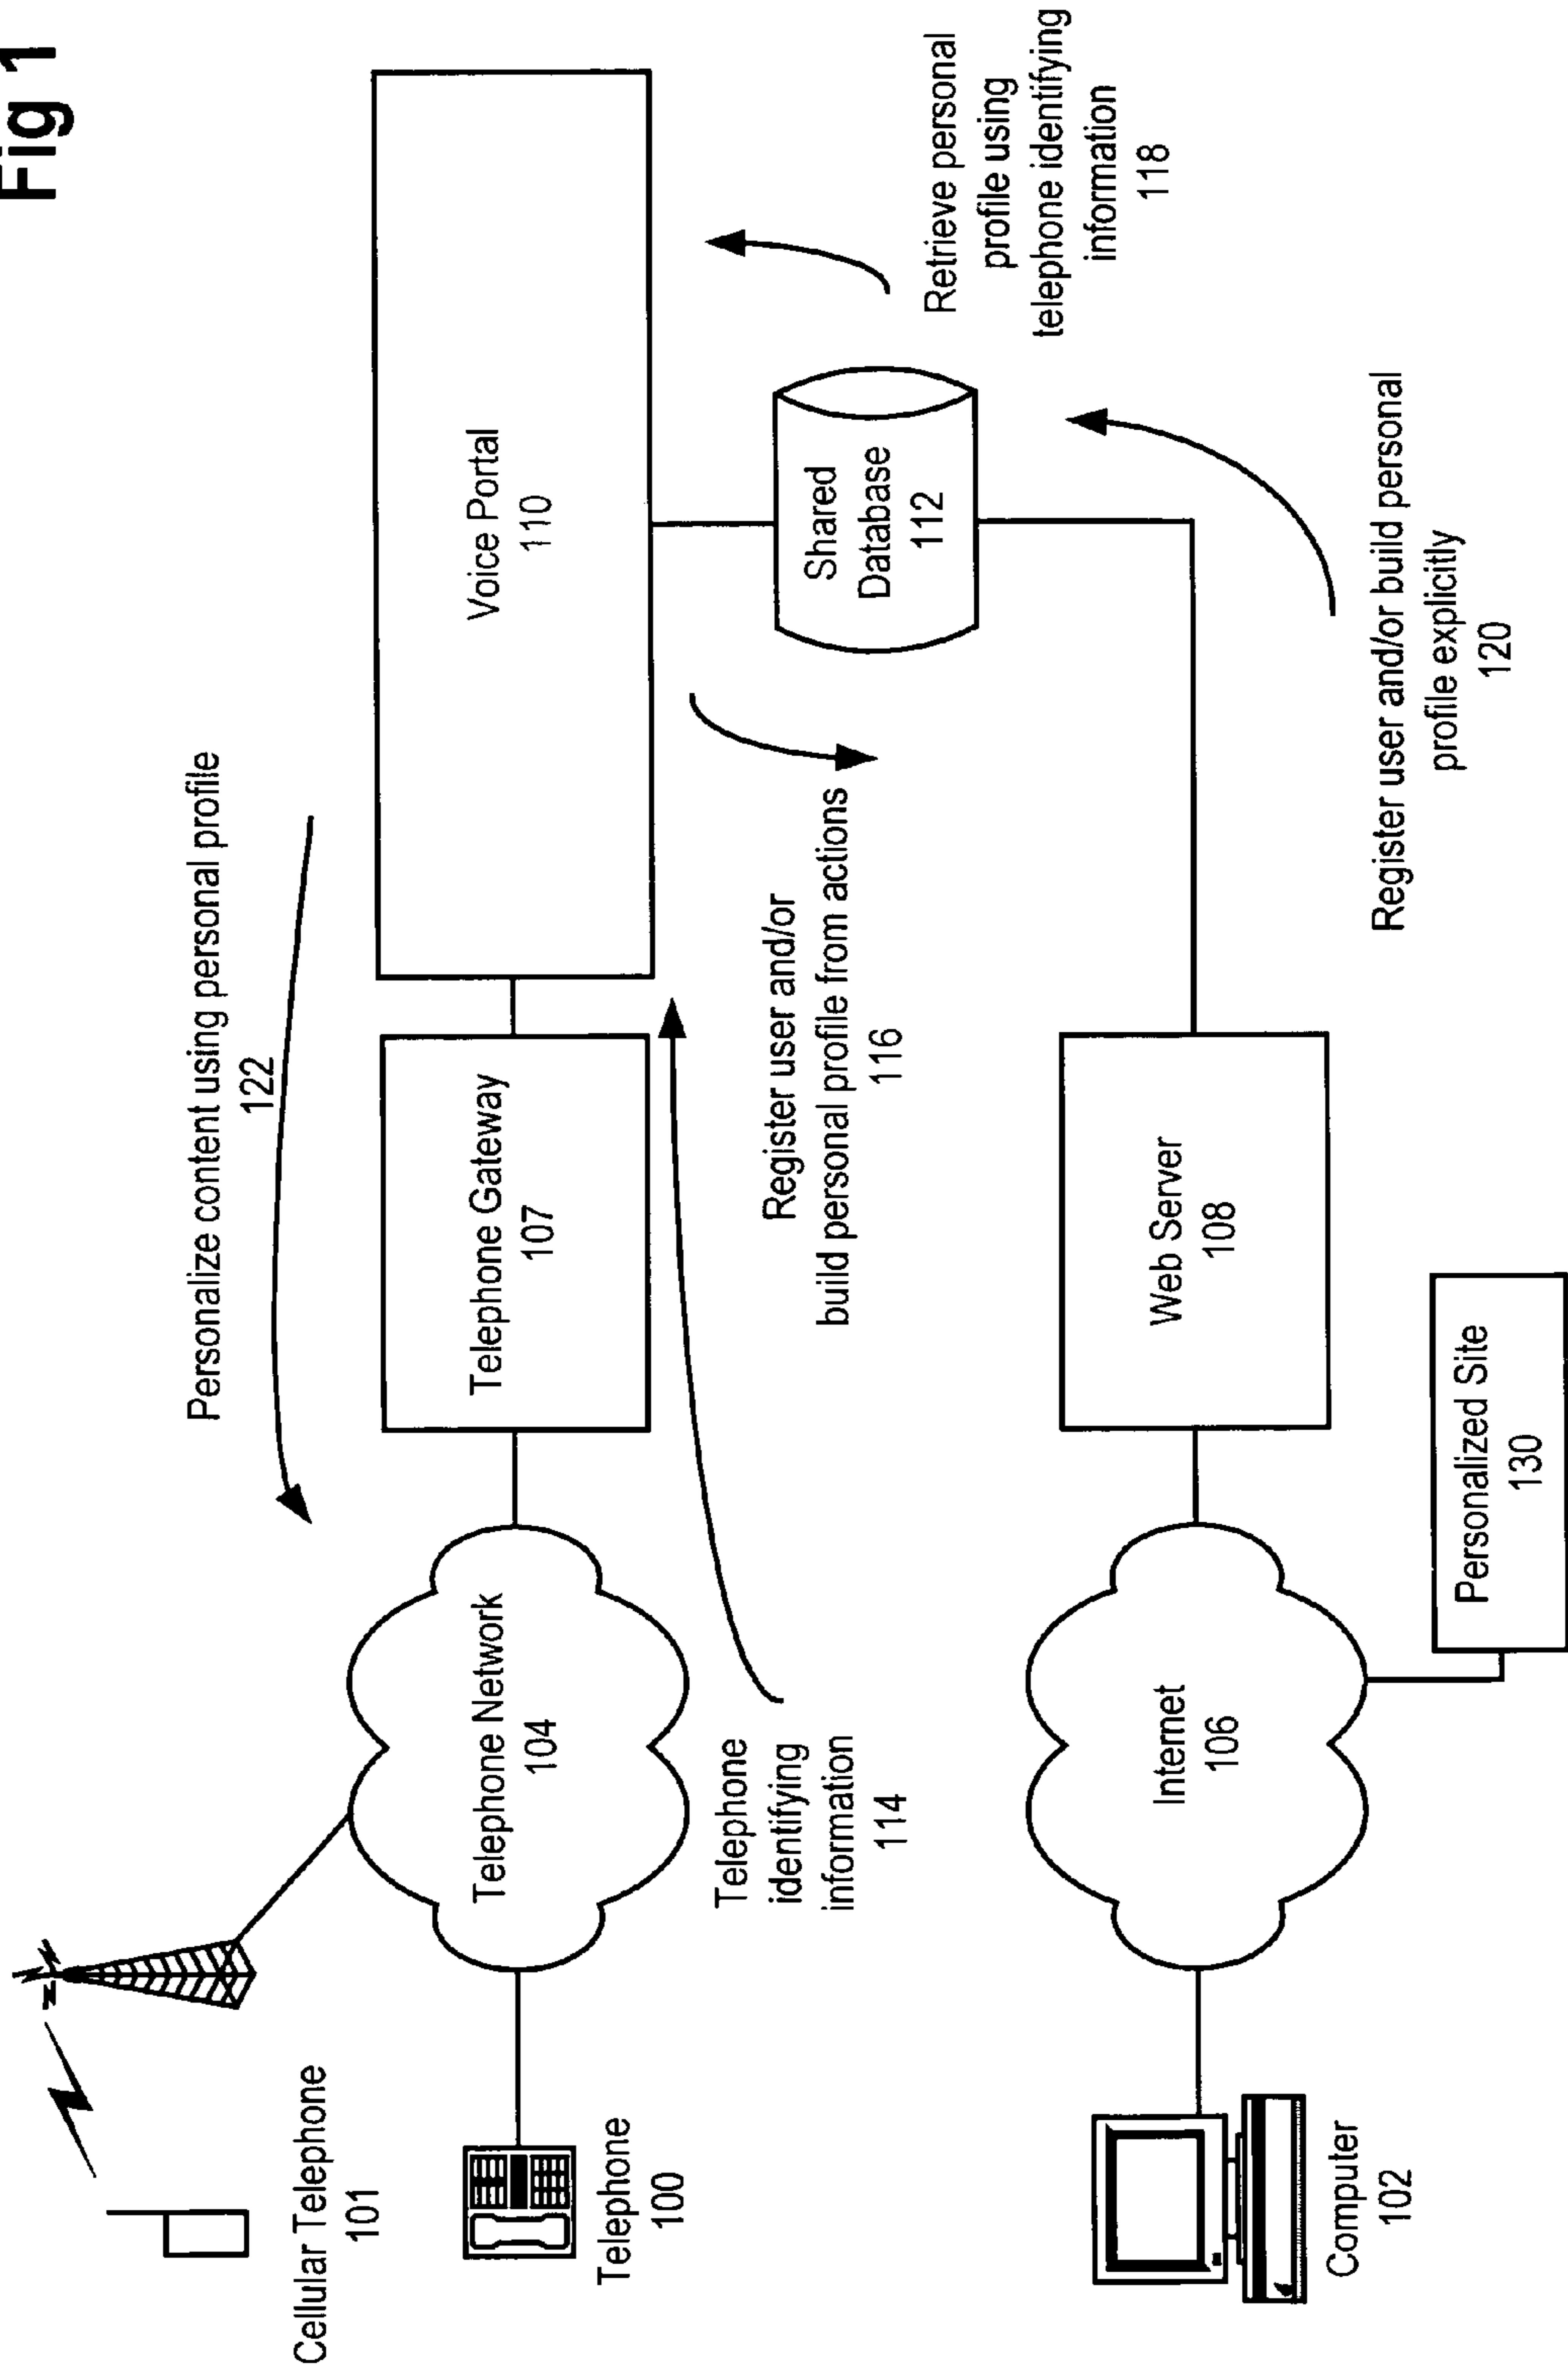 Fig 1
Cellular Telephone
101
Telephone
100
Telephone Network
104
Personalize content using personal profile
122
Telephone Gateway
107
Voice Portal
110
Telephone
identifying
information
114
Register user and/or
build personal profile from actions
116
Shared
Database
112
Retrieve personal
profile using
telephone identifying
information
118
Computer
102
Internet
106
Web Server
108
Personalized Site
130
Register user and/or build personal
profile explicitly
120